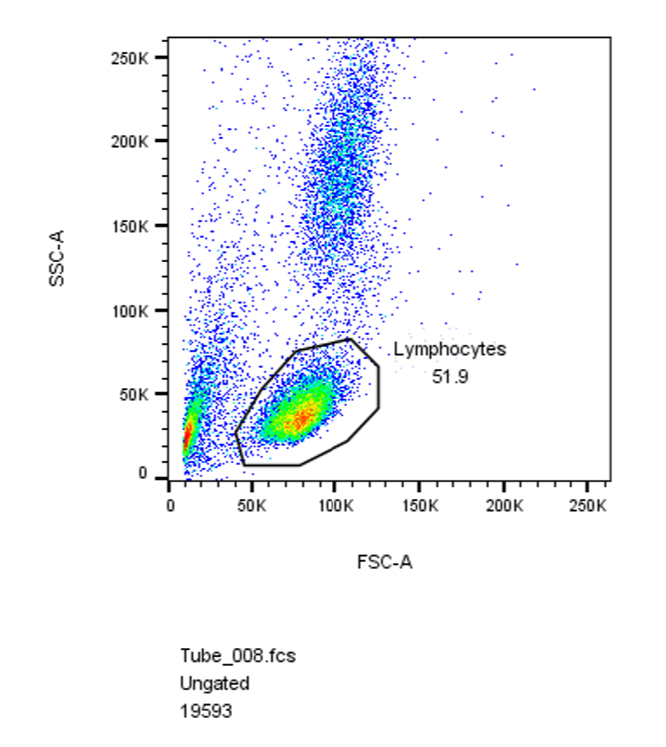 250K
200K
150K
100K
50K
0
SSC-A
Lymphocytes
51.9
0 50K 100K 150K 200K 250K
FSC-A
Tube_008.fcs
Ungated
19593